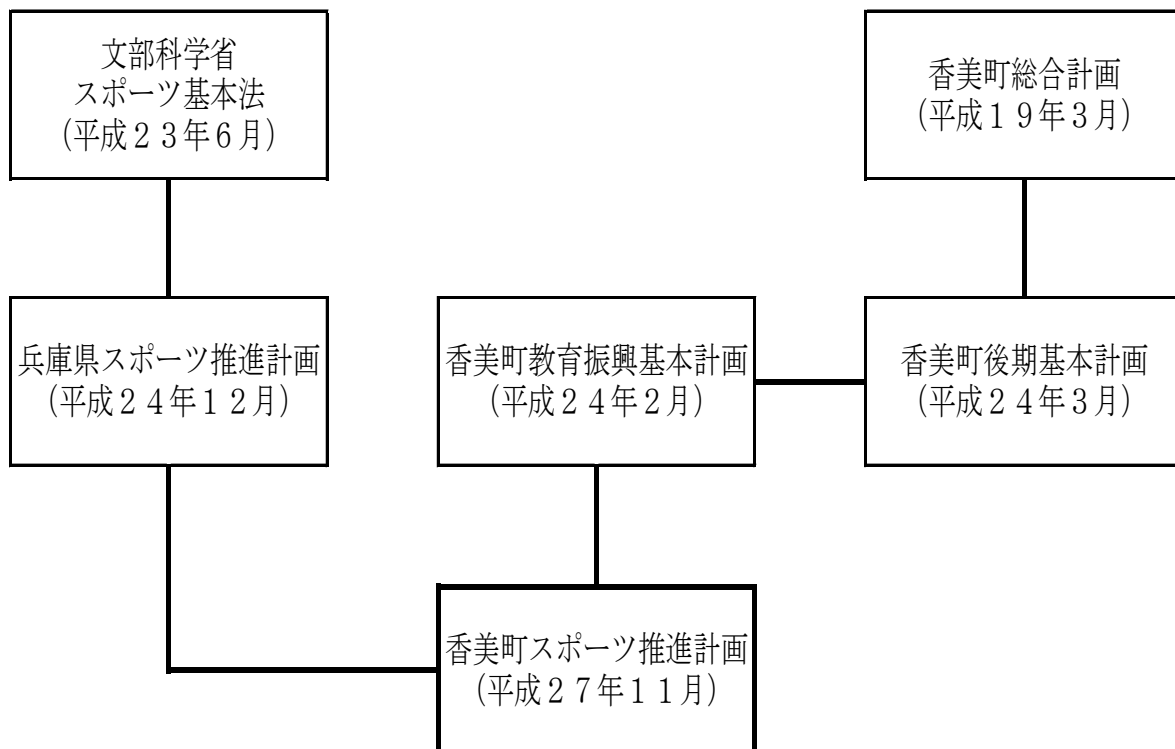 文部科学省
スポーツ基本法
(平成２３年６月)
香美町総合計画
(平成１９年３月)
兵庫県スポーツ推進計画
(平成２４年１２月)
香美町教育振興基本計画
(平成２４年２月)
香美町後期基本計画
(平成２４年３月)
香美町スポーツ推進計画
(平成２７年１１月)